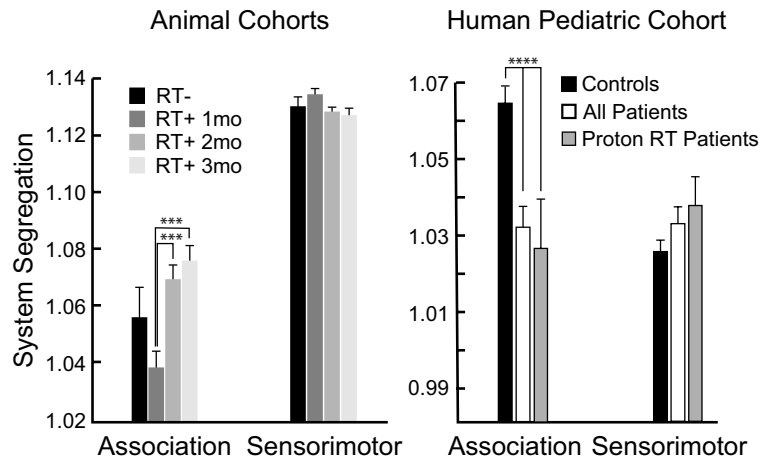 Animal Cohorts
Human Pediatric Cohort
System Segregation
1.14
1.12
1.10
1.08
1.06
1.04
1.02
RT-
RT+ 1mo
RT+ 2mo
RT+ 3mo
***
***
Association Sensorimotor
1.07
1.05
1.03
1.01
0.99
****
Controls
All Patients
Proton RT Patients
Association Sensorimotor